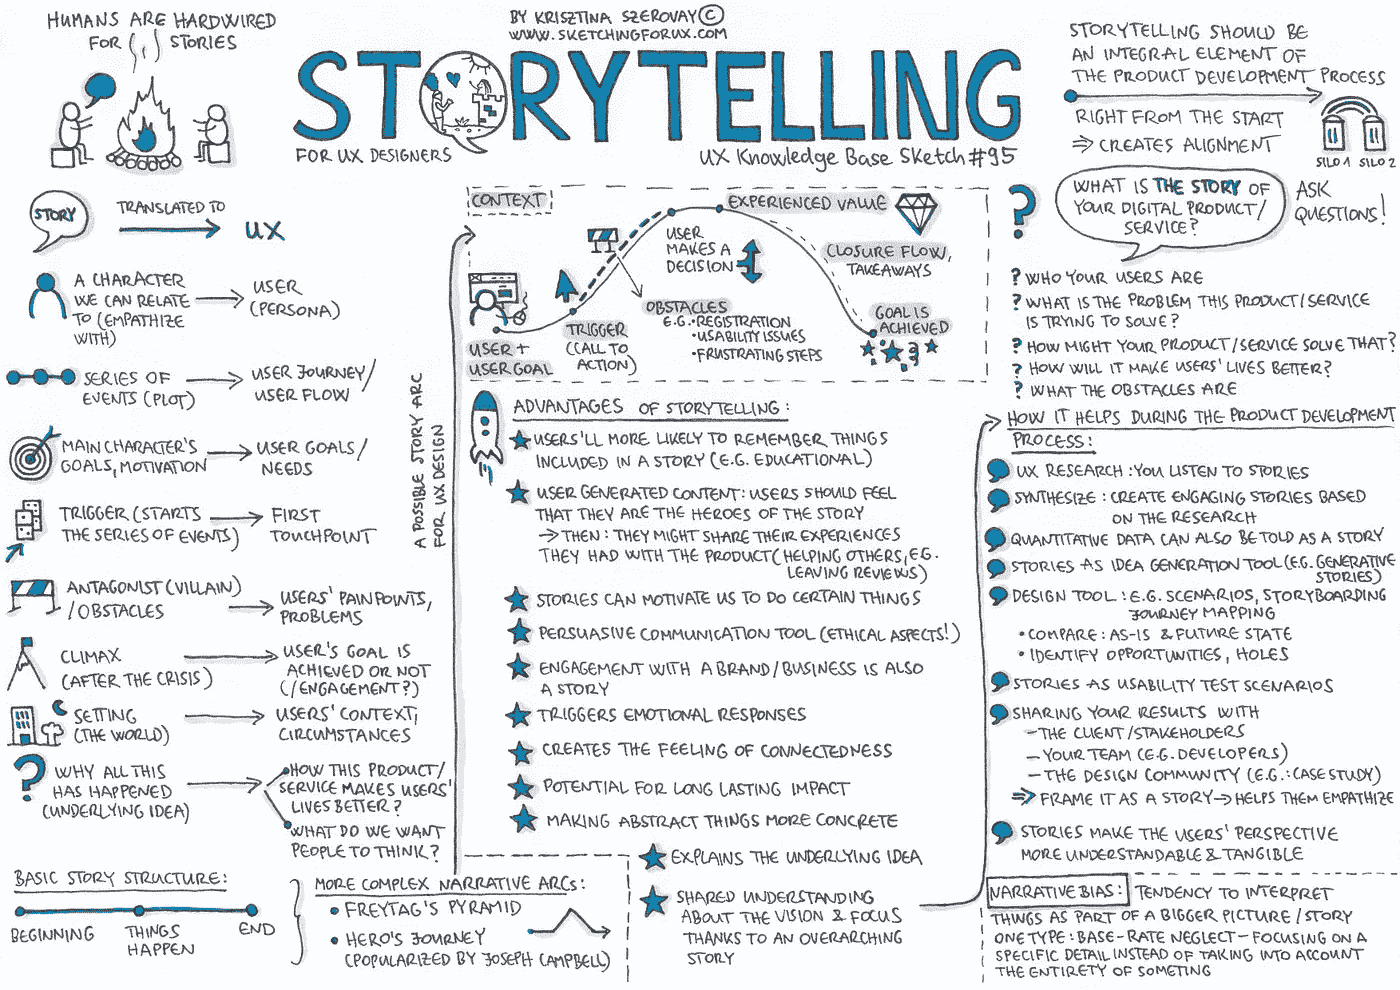 HUMANS ARE HARDWIRED
FOR STORIES
BY KRISZTINA SZEROVAY ©
WWW.SKETCHINGFORUX.COM
STORYTELLING
FOR UX DESIGNERS
UX Knowledge Base Sketch #95
STORYTELLING SHOULD BE
AN INTEGRAL ELEMENT OF
THE PRODUCT DEVELOPMENT PROCESS
RIGHT FROM THE START
⇒ CREATES ALIGNMENT
SILO 1 SILO 2
STORY
TRANSLATED TO
UX
A CHARACTER
WE CAN RELATE
TO (EMPATHIZE
WITH)
USER
(PERSONA)
SERIES OF
EVENTS (PLOT)
USER JOURNEY/
USER FLOW
MAIN CHARACTER'S
GOALS, MOTIVATION
USER GOALS/
NEEDS
TRIGGER (STARTS
THE SERIES OF EVENTS)
FIRST
TOUCHPOINT
ANTAGONIST (VILLAIN)
/OBSTACLES
USERS' PAINPOINTS,
PROBLEMS
CLIMAX
(AFTER THE CRISIS)
USER'S GOAL IS
ACHIEVED OR NOT
(/ENGAGEMENT?)
SETTING
(THE WORLD)
USERS' CONTEXT,
CIRCUMSTANCES
?
WHY ALL THIS
HAS HAPPENED
(UNDERLYING IDEA)
HOW THIS PRODUCT/
SERVICE MAKES USERS'
LIVES BETTER?
WHAT DO WE WANT
PEOPLE TO THINK?
BASIC STORY STRUCTURE:
BEGINNING
THINGS
HAPPEN
END
MORE COMPLEX NARRATIVE ARCS:
• FREYTAG'S PYRAMID
• HERO'S JOURNEY
(POPULARIZED BY JOSEPH CAMPBELL)
A POSSIBLE STORY ARC
FOR UX DESIGN
CONTEXT
USER +
USER GOAL
TRIGGER
(CALL TO
ACTION)
OBSTACLES
E.G. •REGISTRATION
•USABILITY ISSUES
•FRUSTRATING STEPS
USER
MAKES A
DECISION
EXPERIENCED VALUE
CLOSURE FLOW,
TAKEAWAYS
GOAL IS
ACHIEVED
ADVANTAGES OF STORYTELLING:
USERS'LL MORE LIKELY TO REMEMBER THINGS
INCLUDED IN A STORY (E.G. EDUCATIONAL)
USER GENERATED CONTENT: USERS SHOULD FEEL
THAT THEY ARE THE HEROES OF THE STORY
→ THEN: THEY MIGHT SHARE THEIR EXPERIENCES
THEY HAD WITH THE PRODUCT (HELPING OTHERS, E.G.
LEAVING REVIEWS)
STORIES CAN MOTIVATE US TO DO CERTAIN THINGS
PERSUASIVE COMMUNICATION TOOL (ETHICAL ASPECTS!)
ENGAGEMENT WITH A BRAND/BUSINESS IS ALSO
A STORY
TRIGGERS EMOTIONAL RESPONSES
CREATES THE FEELING OF CONNECTEDNESS
POTENTIAL FOR LONG LASTING IMPACT
MAKING ABSTRACT THINGS MORE CONCRETE
EXPLAINS THE UNDERLYING IDEA
SHARED UNDERSTANDING
ABOUT THE VISION & FOCUS
THANKS TO AN OVERARCHING
STORY
?
WHAT IS THE STORY OF
YOUR DIGITAL PRODUCT/
SERVICE?
ASK
QUESTIONS!
? WHO YOUR USERS ARE
? WHAT IS THE PROBLEM THIS PRODUCT/SERVICE
IS TRYING TO SOLVE?
? HOW MIGHT YOUR PRODUCT/SERVICE SOLVE THAT?
? HOW WILL IT MAKE USERS' LIVES BETTER?
? WHAT THE OBSTACLES ARE
HOW IT HELPS DURING THE PRODUCT DEVELOPMENT
PROCESS:
UX RESEARCH: YOU LISTEN TO STORIES
SYNTHESIZE: CREATE ENGAGING STORIES BASED
ON THE RESEARCH
QUANTITATIVE DATA CAN ALSO BE TOLD AS A STORY
STORIES AS IDEA GENERATION TOOL (E.G. GENERATIVE
STORIES)
DESIGN TOOL: E.G. SCENARIOS, STORYBOARDING
JOURNEY MAPPING
• COMPARE: AS-IS & FUTURE STATE
• IDENTIFY OPPORTUNITIES, HOLES
STORIES AS USABILITY TEST SCENARIOS
SHARING YOUR RESULTS WITH
– THE CLIENT/STAKEHOLDERS
– YOUR TEAM (E.G. DEVELOPERS)
– THE DESIGN COMMUNITY (E.G.: CASE STUDY)
⇒ FRAME IT AS A STORY → HELPS THEM EMPATHIZE
STORIES MAKE THE USERS' PERSPECTIVE
MORE UNDERSTANDABLE & TANGIBLE
NARRATIVE BIAS: TENDENCY TO INTERPRET
THINGS AS PART OF A BIGGER PICTURE/STORY
ONE TYPE: BASE-RATE NEGLECT – FOCUSING ON A
SPECIFIC DETAIL INSTEAD OF TAKING INTO ACCOUNT
THE ENTIRETY OF SOMETING